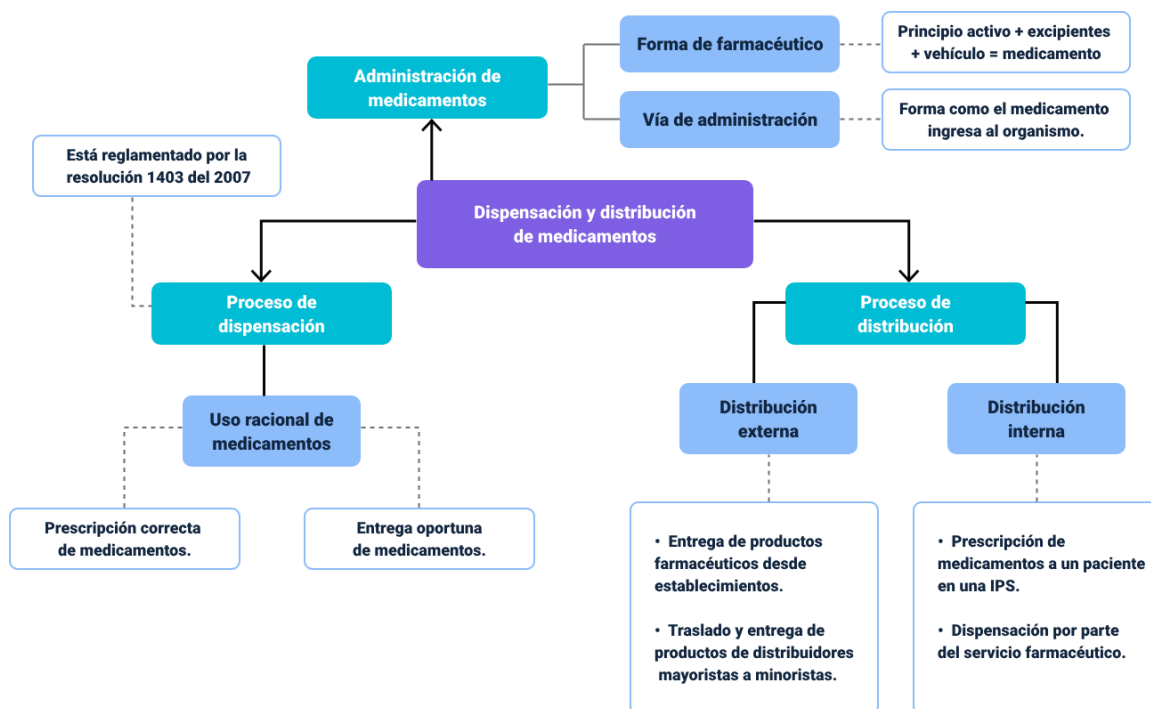 Forma de farmacéutico
Principio activo + excipientes
+ vehículo = medicamento
Administración de
medicamentos
Vía de administración
Forma como el medicamento
ingresa al organismo.
Está reglamentado por la
resolución 1403 del 2007
Dispensación y distribución
de medicamentos
Proceso de
dispensación
Proceso de
distribución
Uso racional de
medicamentos
Distribución
externa
Distribución
interna
Prescripción correcta
de medicamentos.
Entrega oportuna
de medicamentos.
• Entrega de productos
farmacéuticos desde
establecimientos.
• Traslado y entrega de
productos de distribuidores
mayoristas a minoristas.
• Prescripción de
medicamentos a un paciente
en una IPS.
• Dispensación por parte
del servicio farmacéutico.